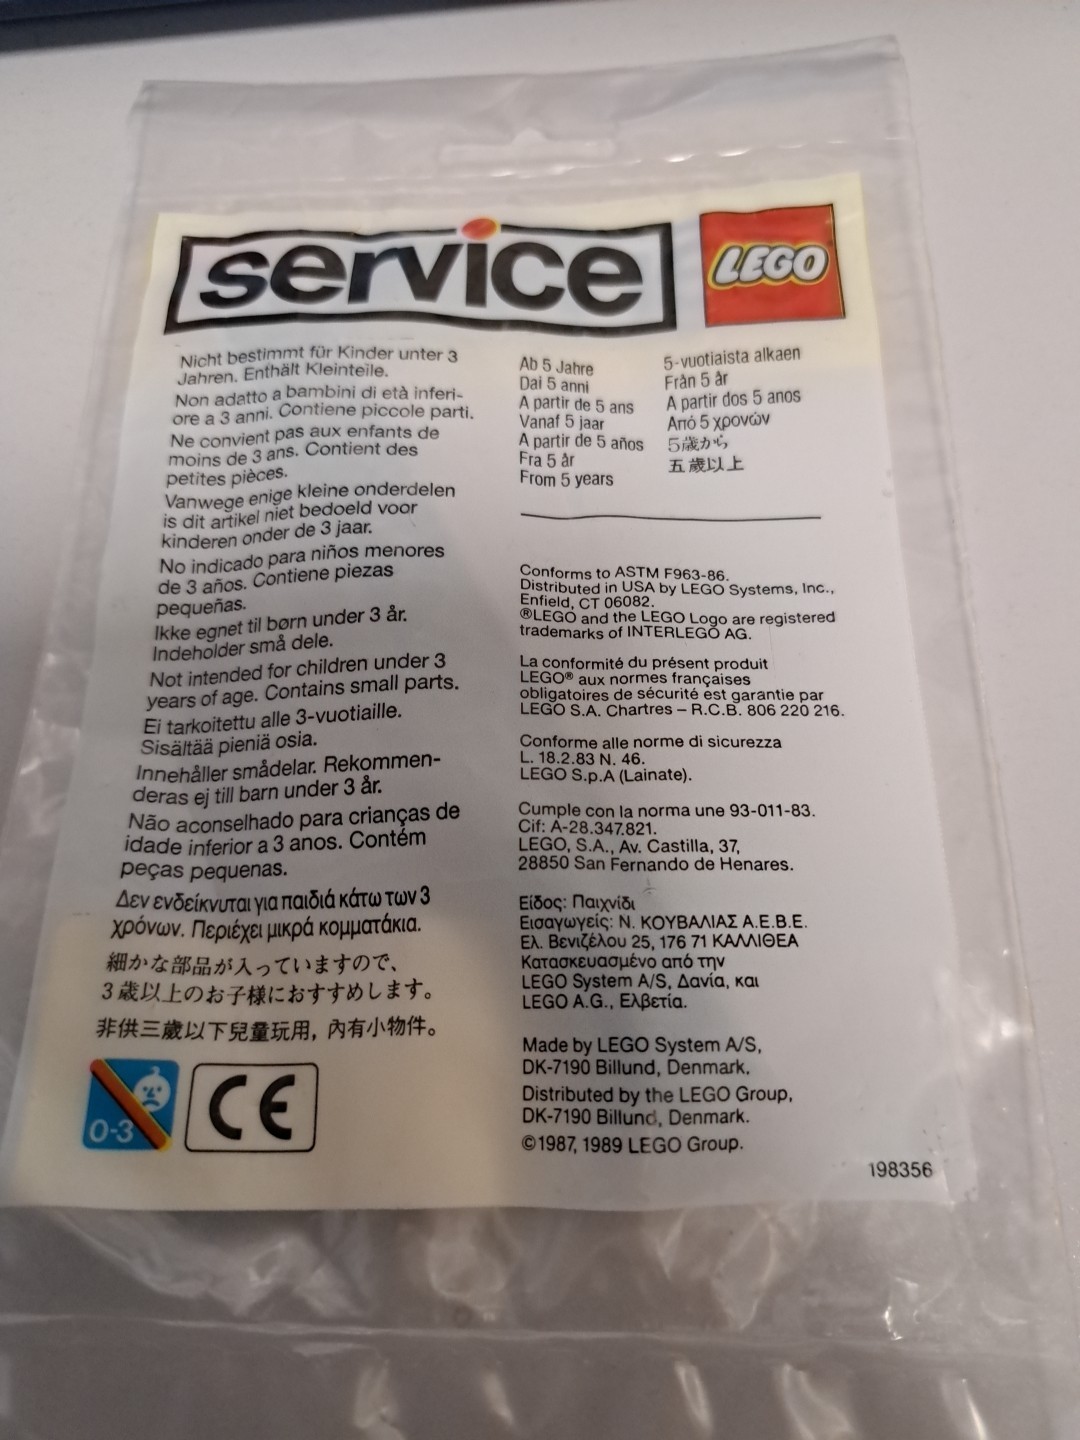 service
LEGO
Nicht bestimmt für Kinder unter 3
Jahren. Enthält Kleinteile.
Non adatto a bambini di età inferi-
ore a 3 anni. Contiene piccole parti.
Ne convient pas aux enfants de
moins de 3 ans. Contient des
petites pièces.
Vanwege enige kleine onderdelen
is dit artikel niet bedoeld voor
kinderen onder de 3 jaar.
No indicado para niños menores
de 3 años. Contiene piezas
pequeñas.
Ikke egnet til børn under 3 år.
Indeholder små dele.
Not intended for children under 3
years of age. Contains small parts.
Ei tarkoitettu alle 3-vuotiaille.
Sisältää pieniä osia.
Innehåller smådelar. Rekommen-
deras ej till barn under 3 år.
Não aconselhado para crianças de
idade inferior a 3 anos. Contém
peças pequenas.
Δεν ενδείκνυται για παιδιά κάτω των 3
χρόνων. Περιέχει μικρά κομματάκια.
細かな部品が入っていますので、
3歳以上のお子様におすすめします。
非供三歲以下兒童玩用，內有小物件。
0-3
CE
Ab 5 Jahre
Dai 5 anni
A partir de 5 ans
Vanaf 5 jaar
A partir de 5 años
Fra 5 år
From 5 years
5-vuotiaista alkaen
Från 5 år
A partir dos 5 anos
Από 5 χρονών
5歳から
五歲以上
Conforms to ASTM F963-86.
Distributed in USA by LEGO Systems, Inc.,
Enfield, CT 06082.
®LEGO and the LEGO Logo are registered
trademarks of INTERLEGO AG.
La conformité du présent produit
LEGO® aux normes françaises
obligatoires de sécurité est garantie par
LEGO S.A. Chartres – R.C.B. 806 220 216.
Conforme alle norme di sicurezza
L. 18.2.83 N. 46.
LEGO S.p.A (Lainate).
Cumple con la norma une 93-011-83.
Cif: A-28.347.821.
LEGO, S.A., Av. Castilla, 37,
28850 San Fernando de Henares.
Είδος: Παιχνίδι
Εισαγωγείς: Ν. ΚΟΥΒΑΛΙΑΣ Α.Ε.Β.Ε.
Ελ. Βενιζέλου 25, 176 71 ΚΑΛΛΙΘΕΑ
Κατασκευασμένο από την
LEGO System A/S, Δανία, και
LEGO A.G., Ελβετία.
Made by LEGO System A/S,
DK-7190 Billund, Denmark.
Distributed by the LEGO Group,
DK-7190 Billund, Denmark.
©1987, 1989 LEGO Group.
198356